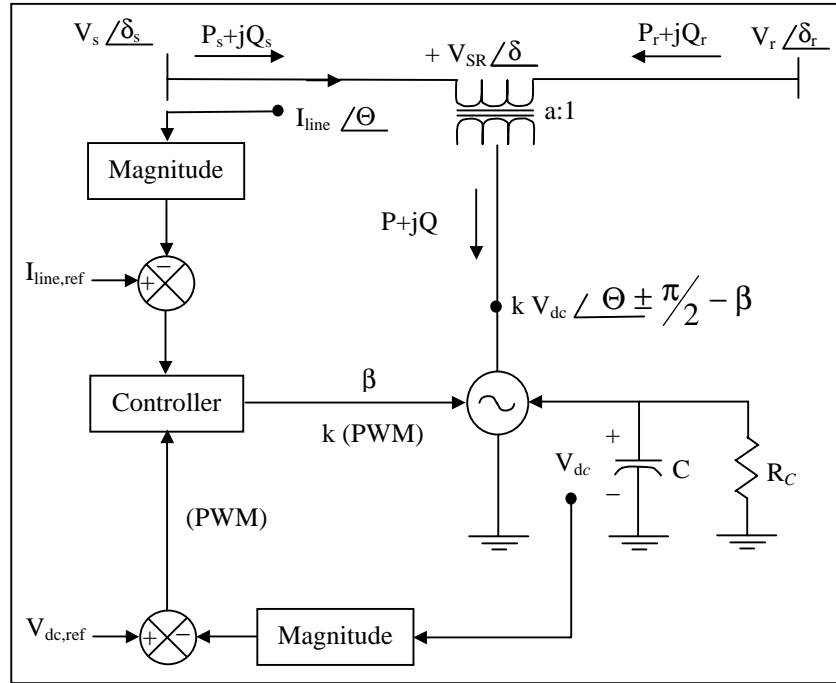 V_s ∠δ_s
P_s+jQ_s
+ V_SR ∠δ
P_r+jQ_r
V_r ∠δ_r
a:1
I_line ∠Θ
Magnitude
P+jQ
I_line,ref
+
−
k V_dc ∠Θ ± π/2 − β
Controller
β
k (PWM)
V_dc
+
−
C
R_C
(PWM)
V_dc,ref
+
−
Magnitude